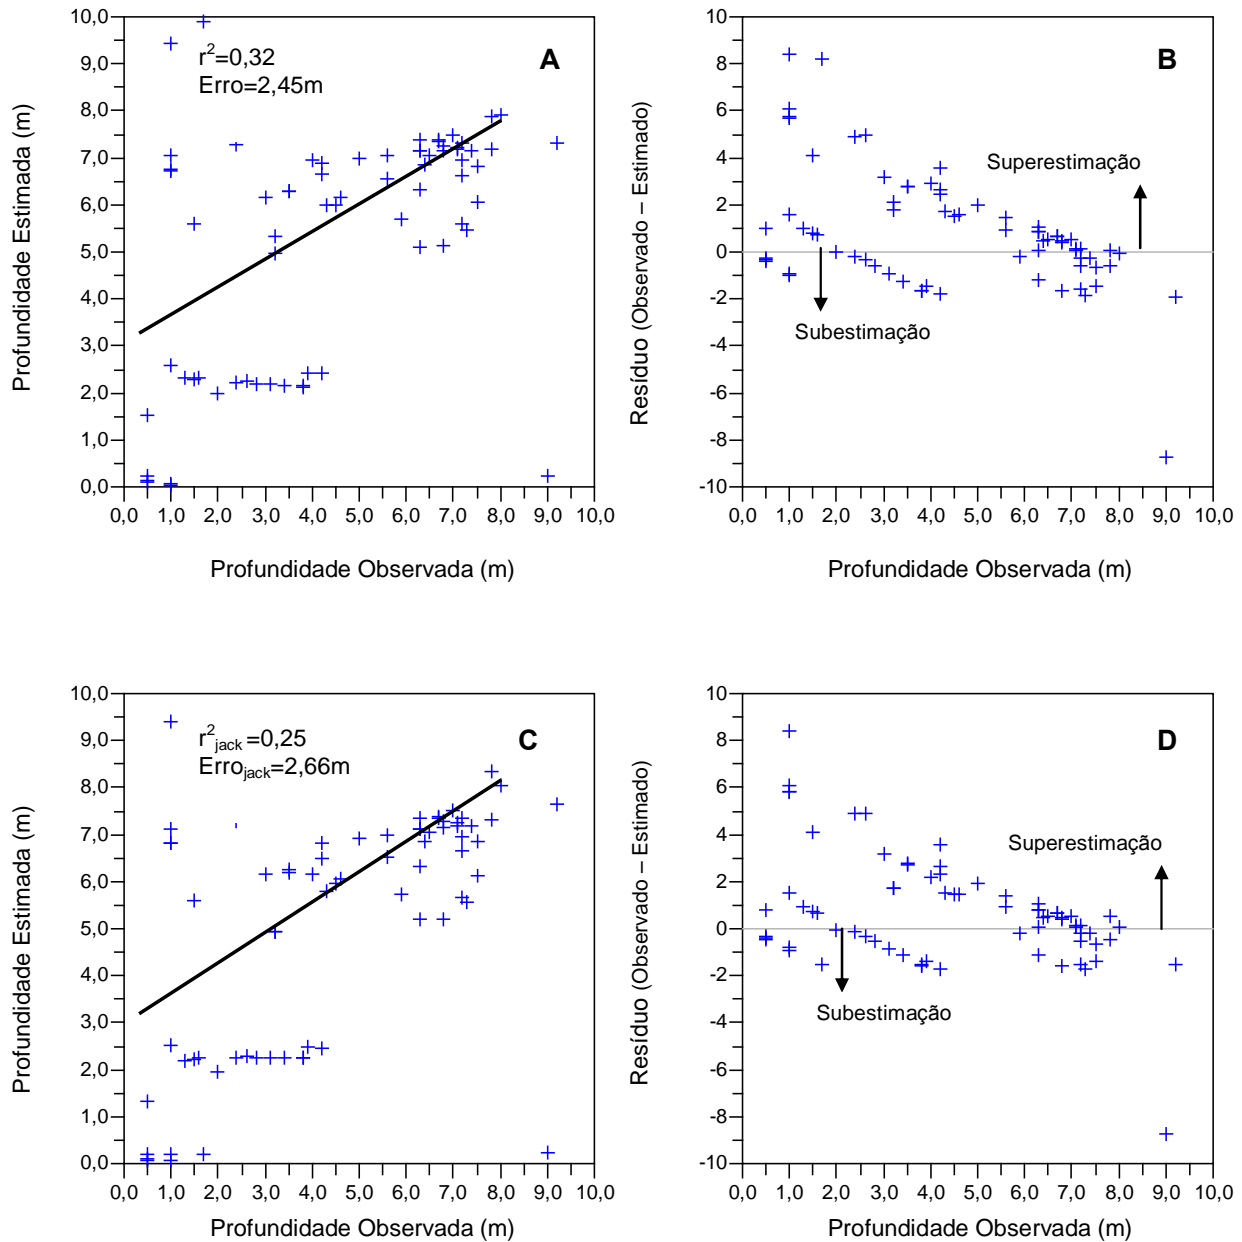 A
r²=0,32
Erro=2,45m
Profundidade Estimada (m)
10,0
9,0
8,0
7,0
6,0
5,0
4,0
3,0
2,0
1,0
0,0
0,0 1,0 2,0 3,0 4,0 5,0 6,0 7,0 8,0 9,0 10,0
Profundidade Observada (m)
B
Superestimação
Subestimação
Resíduo (Observado – Estimado)
10
8
6
4
2
0
-2
-4
-6
-8
-10
0,0 1,0 2,0 3,0 4,0 5,0 6,0 7,0 8,0 9,0 10,0
Profundidade Observada (m)
C
r²jack =0,25
Errojack=2,66m
Profundidade Estimada (m)
10,0
9,0
8,0
7,0
6,0
5,0
4,0
3,0
2,0
1,0
0,0
0,0 1,0 2,0 3,0 4,0 5,0 6,0 7,0 8,0 9,0 10,0
Profundidade Observada (m)
D
Superestimação
Subestimação
Resíduo (Observado – Estimado)
10
8
6
4
2
0
-2
-4
-6
-8
-10
0,0 1,0 2,0 3,0 4,0 5,0 6,0 7,0 8,0 9,0 10,0
Profundidade Observada (m)